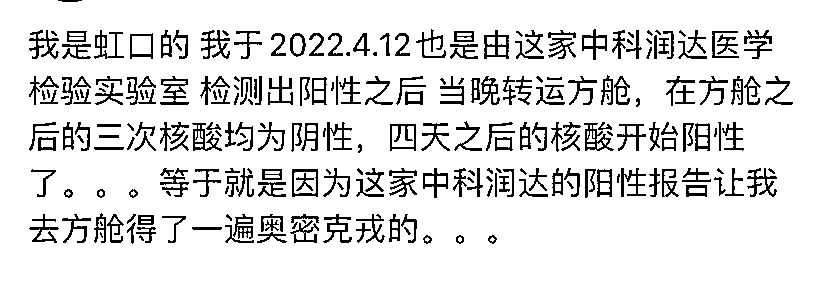 我是虹口的 我于2022.4.12也是由这家中科润达医学
检验实验室 检测出阳性之后 当晚转运方舱，在方舱之
后的三次核酸均为阴性，四天之后的核酸开始阳性
了。。。等于就是因为这家中科润达的阳性报告让我
去方舱得了一遍奥密克戎的。。。